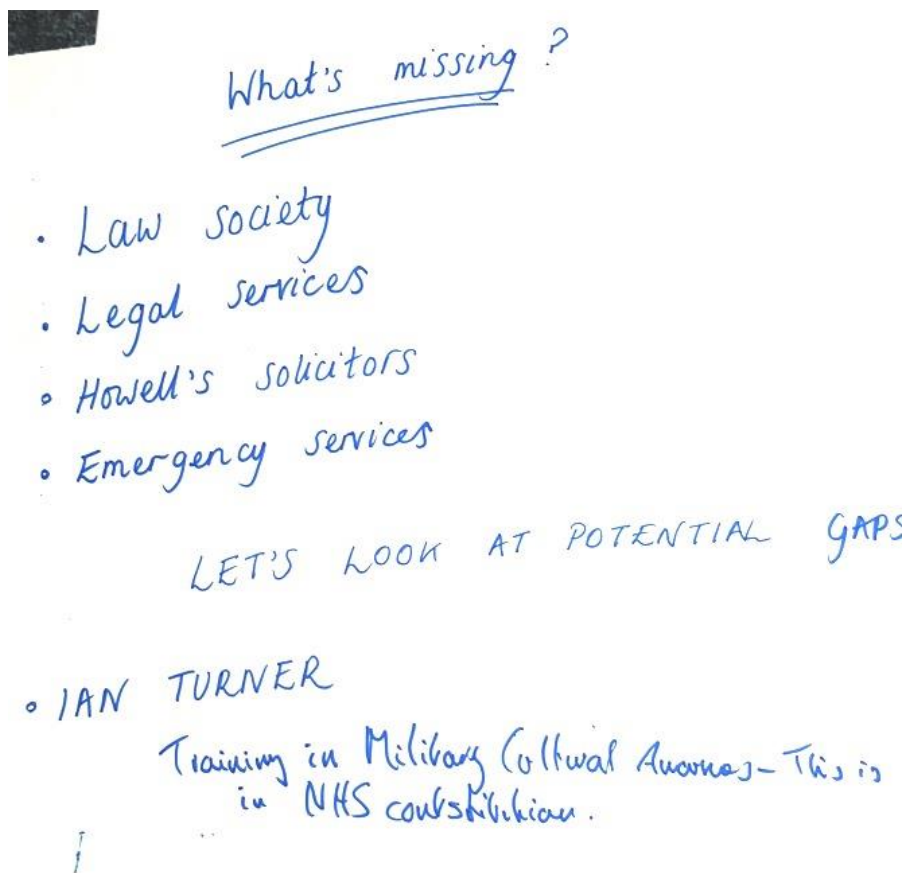 What's missing?
• Law society
• Legal services
• Howell's solicitors
• Emergency services
LET'S LOOK AT POTENTIAL GAPS
• IAN TURNER
Training in Military Cultural Awarness - This is
in NHS constitution.